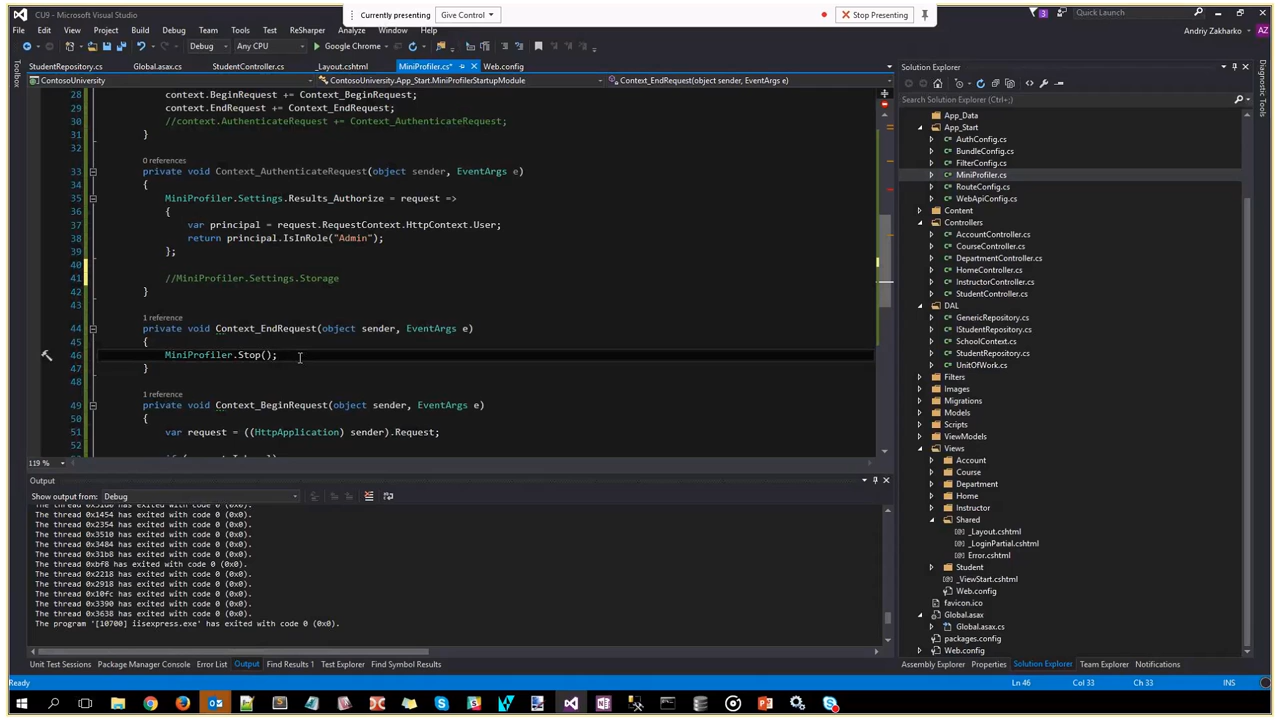 CU9 - Microsoft Visual Studio
Currently presenting
Give Control
Stop Presenting
3
Quick Launch (Ctrl+;)
File Edit View Project Build Debug Team Tools Test ReSharper Analyze Window Help
Andriy Zakharko
AZ
Debug
Any CPU
Google Chrome
StudentRepository.cs Global.asax.cs StudentController.cs _Layout.cshtml MiniProfiler.cs* Web.config
ContosoUniversity
ContosoUniversity.App_Start.MiniProfilerStartupModule
Context_EndRequest(object sender, EventArgs e)
Toolbox
28 context.BeginRequest += Context_BeginRequest;
29 context.EndRequest += Context_EndRequest;
30 //context.AuthenticateRequest += Context_AuthenticateRequest;
31 }
32
0 references
33 private void Context_AuthenticateRequest(object sender, EventArgs e)
34 {
35 MiniProfiler.Settings.Results_Authorize = request =>
36 {
37 var principal = request.RequestContext.HttpContext.User;
38 return principal.IsInRole("Admin");
39 };
40
41 //MiniProfiler.Settings.Storage
42 }
43
1 reference
44 private void Context_EndRequest(object sender, EventArgs e)
45 {
46 MiniProfiler.Stop();
47 }
48
1 reference
49 private void Context_BeginRequest(object sender, EventArgs e)
50 {
51 var request = ((HttpApplication) sender).Request;
119 %
Output
Show output from: Debug
The thread 0x1454 has exited with code 0 (0x0).
The thread 0x2354 has exited with code 0 (0x0).
The thread 0x3510 has exited with code 0 (0x0).
The thread 0x3484 has exited with code 0 (0x0).
The thread 0x31b8 has exited with code 0 (0x0).
The thread 0xbf8 has exited with code 0 (0x0).
The thread 0x2218 has exited with code 0 (0x0).
The thread 0x2918 has exited with code 0 (0x0).
The thread 0x10fc has exited with code 0 (0x0).
The thread 0x3390 has exited with code 0 (0x0).
The thread 0x3638 has exited with code 0 (0x0).
The program '[10700] iisexpress.exe' has exited with code 0 (0x0).
Unit Test Sessions Package Manager Console Error List Output Find Results 1 Test Explorer Find Symbol Results
Solution Explorer
Search Solution Explorer (Ctrl+;)
App_Data
App_Start
AuthConfig.cs
BundleConfig.cs
FilterConfig.cs
MiniProfiler.cs
RouteConfig.cs
WebApiConfig.cs
Content
Controllers
AccountController.cs
CourseController.cs
DepartmentController.cs
HomeController.cs
InstructorController.cs
StudentController.cs
DAL
GenericRepository.cs
IStudentRepository.cs
SchoolContext.cs
StudentRepository.cs
UnitOfWork.cs
Filters
Images
Migrations
Models
Scripts
ViewModels
Views
Account
Course
Department
Home
Instructor
Shared
_Layout.cshtml
_LoginPartial.cshtml
Error.cshtml
Student
_ViewStart.cshtml
Web.config
favicon.ico
Global.asax
Global.asax.cs
packages.config
Web.config
Assembly Explorer Properties Solution Explorer Team Explorer Notifications
Diagnostic Tools
Ready
Ln 46
Col 33
Ch 33
INS